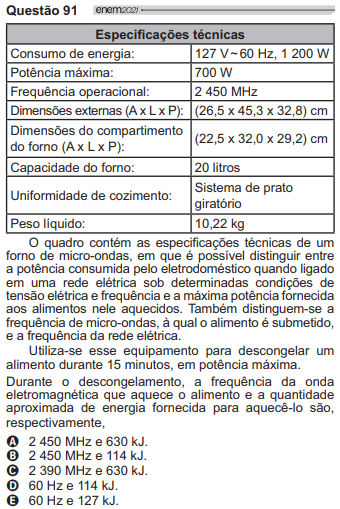 Questão 91 enem2021
Especificações técnicas
Consumo de energia: 127 V~60 Hz, 1 200 W
Potência máxima: 700 W
Frequência operacional: 2 450 MHz
Dimensões externas (A x L x P): (26,5 x 45,3 x 32,8) cm
Dimensões do compartimento
do forno (A x L x P): (22,5 x 32,0 x 29,2) cm
Capacidade do forno: 20 litros
Uniformidade de cozimento: Sistema de prato
giratório
Peso líquido: 10,22 kg
O quadro contém as especificações técnicas de um
forno de micro-ondas, em que é possível distinguir entre
a potência consumida pelo eletrodoméstico quando ligado
em uma rede elétrica sob determinadas condições de
tensão elétrica e frequência e a máxima potência fornecida
aos alimentos nele aquecidos. Também distinguem-se a
frequência de micro-ondas, à qual o alimento é submetido,
e a frequência da rede elétrica.
Utiliza-se esse equipamento para descongelar um
alimento durante 15 minutos, em potência máxima.
Durante o descongelamento, a frequência da onda
eletromagnética que aquece o alimento e a quantidade
aproximada de energia fornecida para aquecê-lo são,
respectivamente,
A 2 450 MHz e 630 kJ.
B 2 450 MHz e 114 kJ.
C 2 390 MHz e 630 kJ.
D 60 Hz e 114 kJ.
E 60 Hz e 127 kJ.